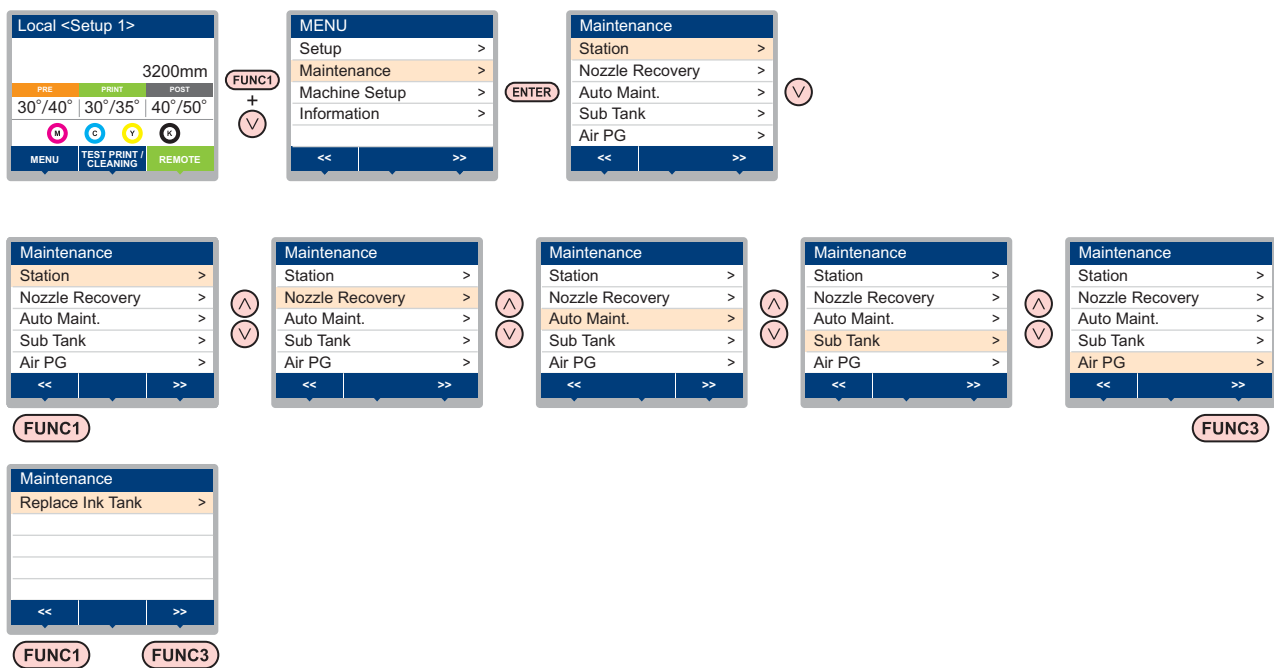 Local <Setup 1>
3200mm
PRE PRINT POST
30°/40° 30°/35° 40°/50°
M C Y K
MENU TEST PRINT / CLEANING REMOTE
FUNC1
+
MENU
Setup >
Maintenance >
Machine Setup >
Information >
<< >>
ENTER
Maintenance
Station >
Nozzle Recovery >
Auto Maint. >
Sub Tank >
Air PG >
<< >>
Maintenance
Station >
Nozzle Recovery >
Auto Maint. >
Sub Tank >
Air PG >
<< >>
FUNC1
Maintenance
Station >
Nozzle Recovery >
Auto Maint. >
Sub Tank >
Air PG >
<< >>
Maintenance
Station >
Nozzle Recovery >
Auto Maint. >
Sub Tank >
Air PG >
<< >>
Maintenance
Station >
Nozzle Recovery >
Auto Maint. >
Sub Tank >
Air PG >
<< >>
Maintenance
Station >
Nozzle Recovery >
Auto Maint. >
Sub Tank >
Air PG >
<< >>
FUNC3
Maintenance
Replace Ink Tank >
<< >>
FUNC1 FUNC3